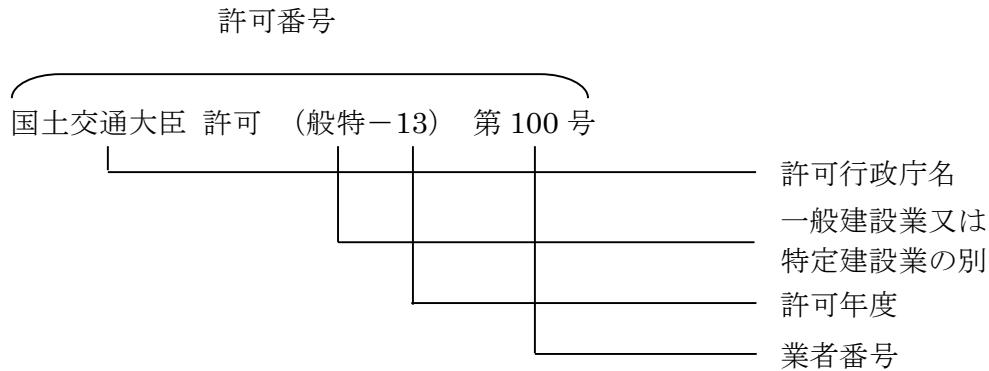 許可番号
国土交通大臣 許可 （般特－13） 第 100 号
許可行政庁名
一般建設業又は
特定建設業の別
許可年度
業者番号